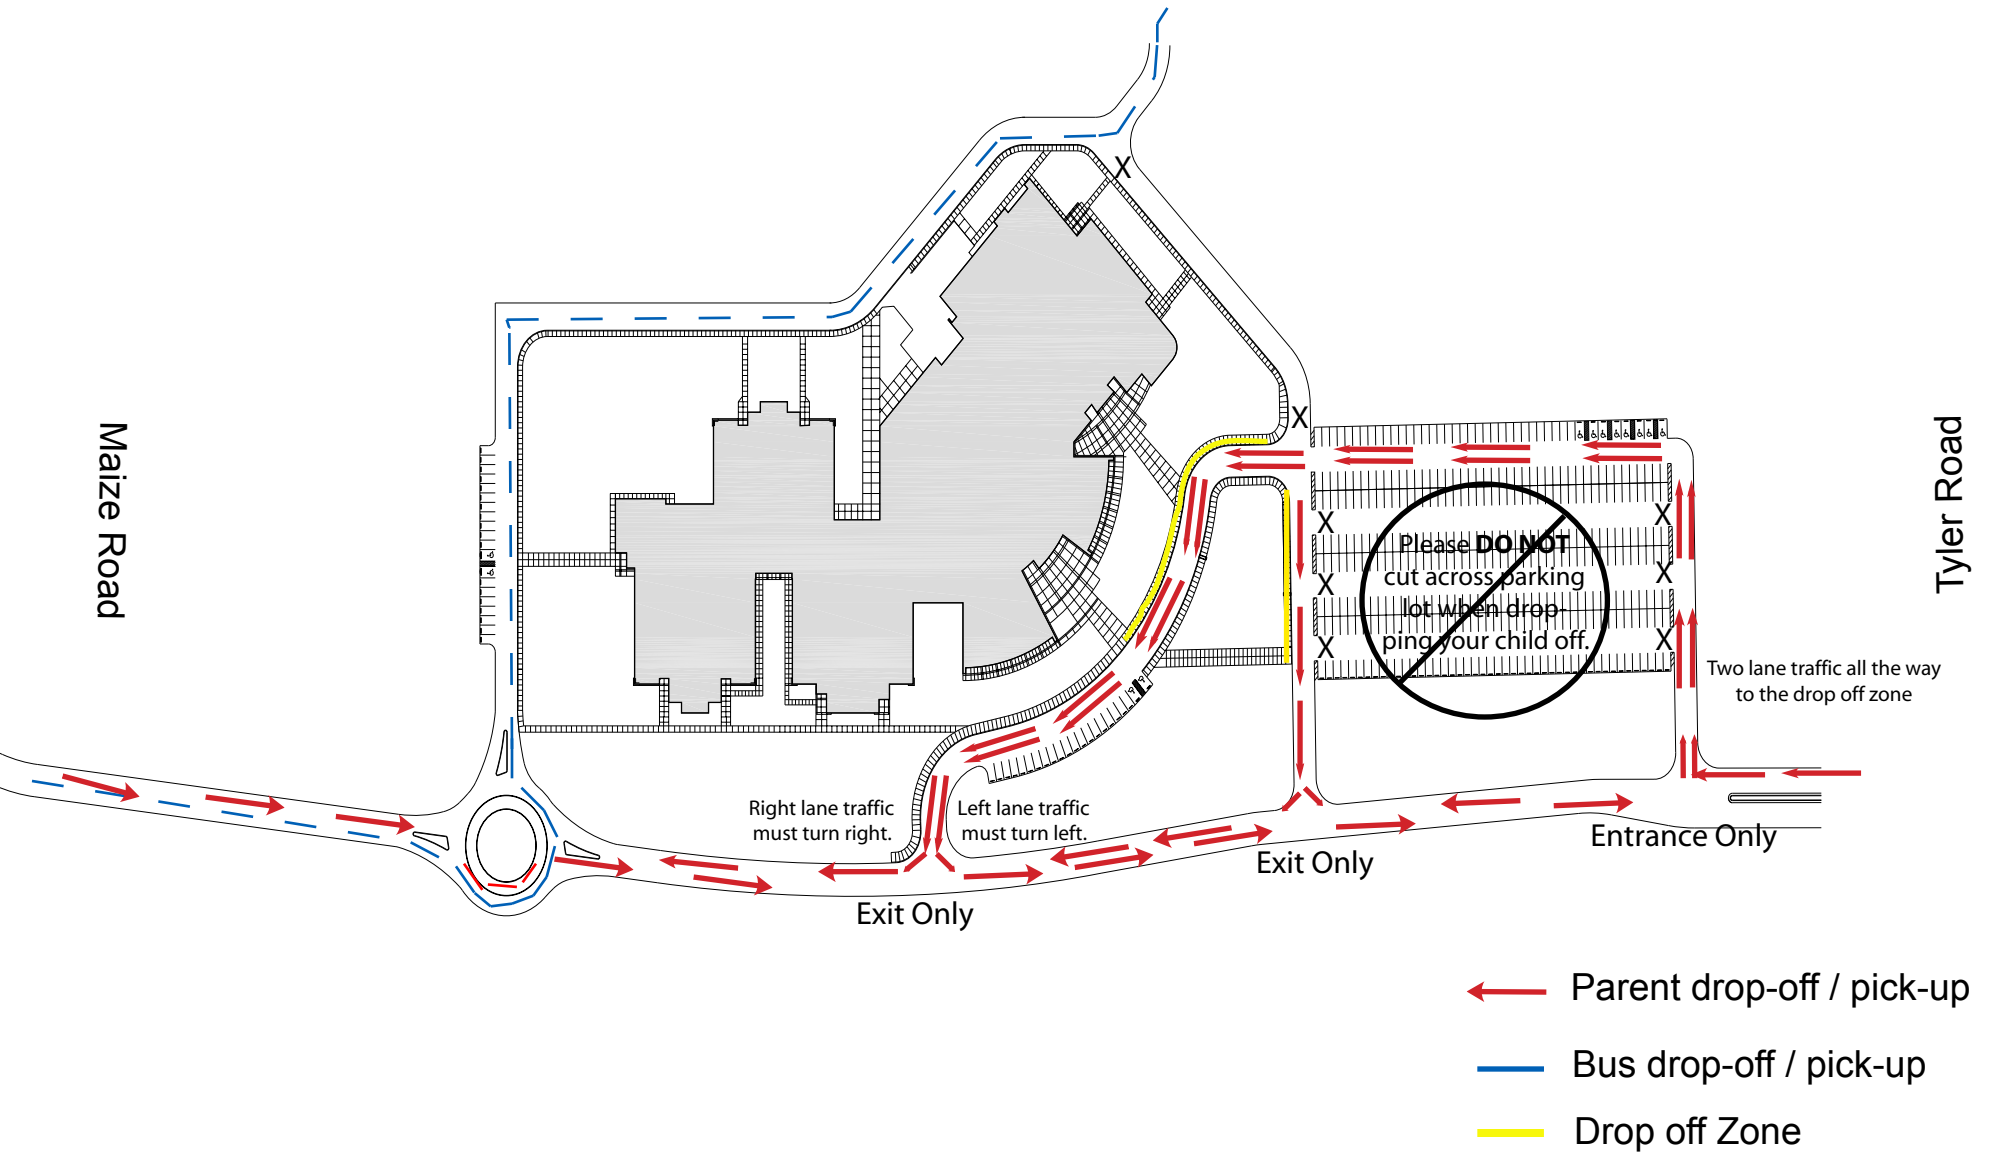 Maize Road
X
X
X
X
X
X
X
X
Please DO NOT
cut across parking
lot when drop-
ping your child off.
Tyler Road
Two lane traffic all the way
to the drop off zone
Right lane traffic
must turn right.
Left lane traffic
must turn left.
Entrance Only
Exit Only
Exit Only
Parent drop-off / pick-up
Bus drop-off / pick-up
Drop off Zone